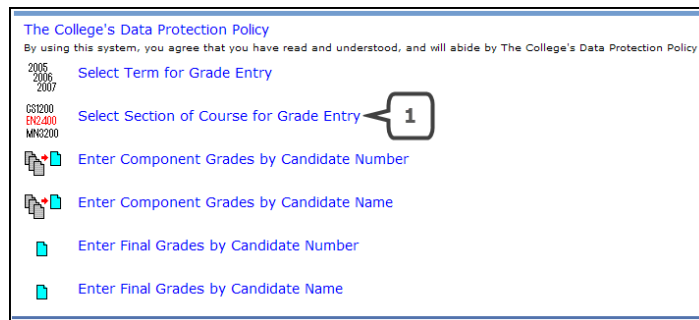 The College's Data Protection Policy
By using this system, you agree that you have read and understood, and will abide by The College's Data Protection Policy
2005
2006
2007
Select Term for Grade Entry
GS1200
EN2400
MN3200
Select Section of Course for Grade Entry
1
Enter Component Grades by Candidate Number
Enter Component Grades by Candidate Name
Enter Final Grades by Candidate Number
Enter Final Grades by Candidate Name